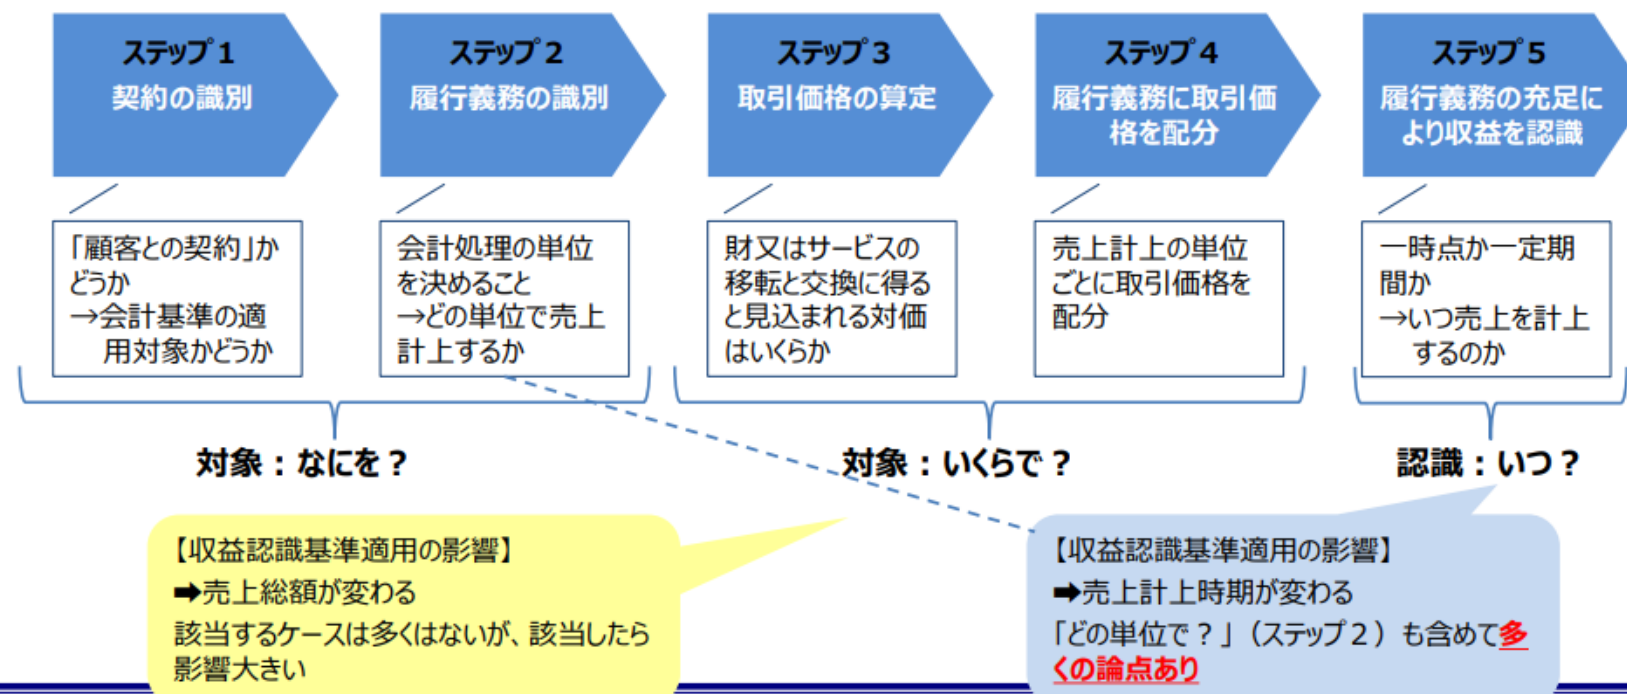 ステップ1
契約の識別
ステップ2
履行義務の識別
ステップ3
取引価格の算定
ステップ4
履行義務に取引価
格を配分
ステップ5
履行義務の充足に
より収益を認識
「顧客との契約」か
どうか
→会計基準の適
用対象かどうか
会計処理の単位
を決めること
→どの単位で売上
計上するか
財又はサービスの
移転と交換に得る
と見込まれる対価
はいくらか
売上計上の単位
ごとに取引価格を
配分
一時点か一定期
間か
→いつ売上を計上
するのか
対象：なにを？
対象：いくらで？
認識：いつ？
【収益認識基準適用の影響】
➡売上総額が変わる
該当するケースは多くはないが、該当したら
影響大きい
【収益認識基準適用の影響】
➡売上計上時期が変わる
「どの単位で？」（ステップ２）も含めて多
くの論点あり